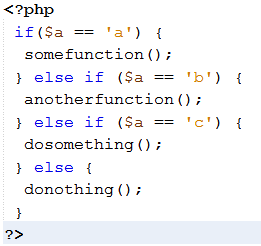 <?php
if($a == 'a') {
somefunction();
} else if ($a == 'b') {
anotherfunction();
} else if ($a == 'c') {
dosomething();
} else {
donothing();
}
?>